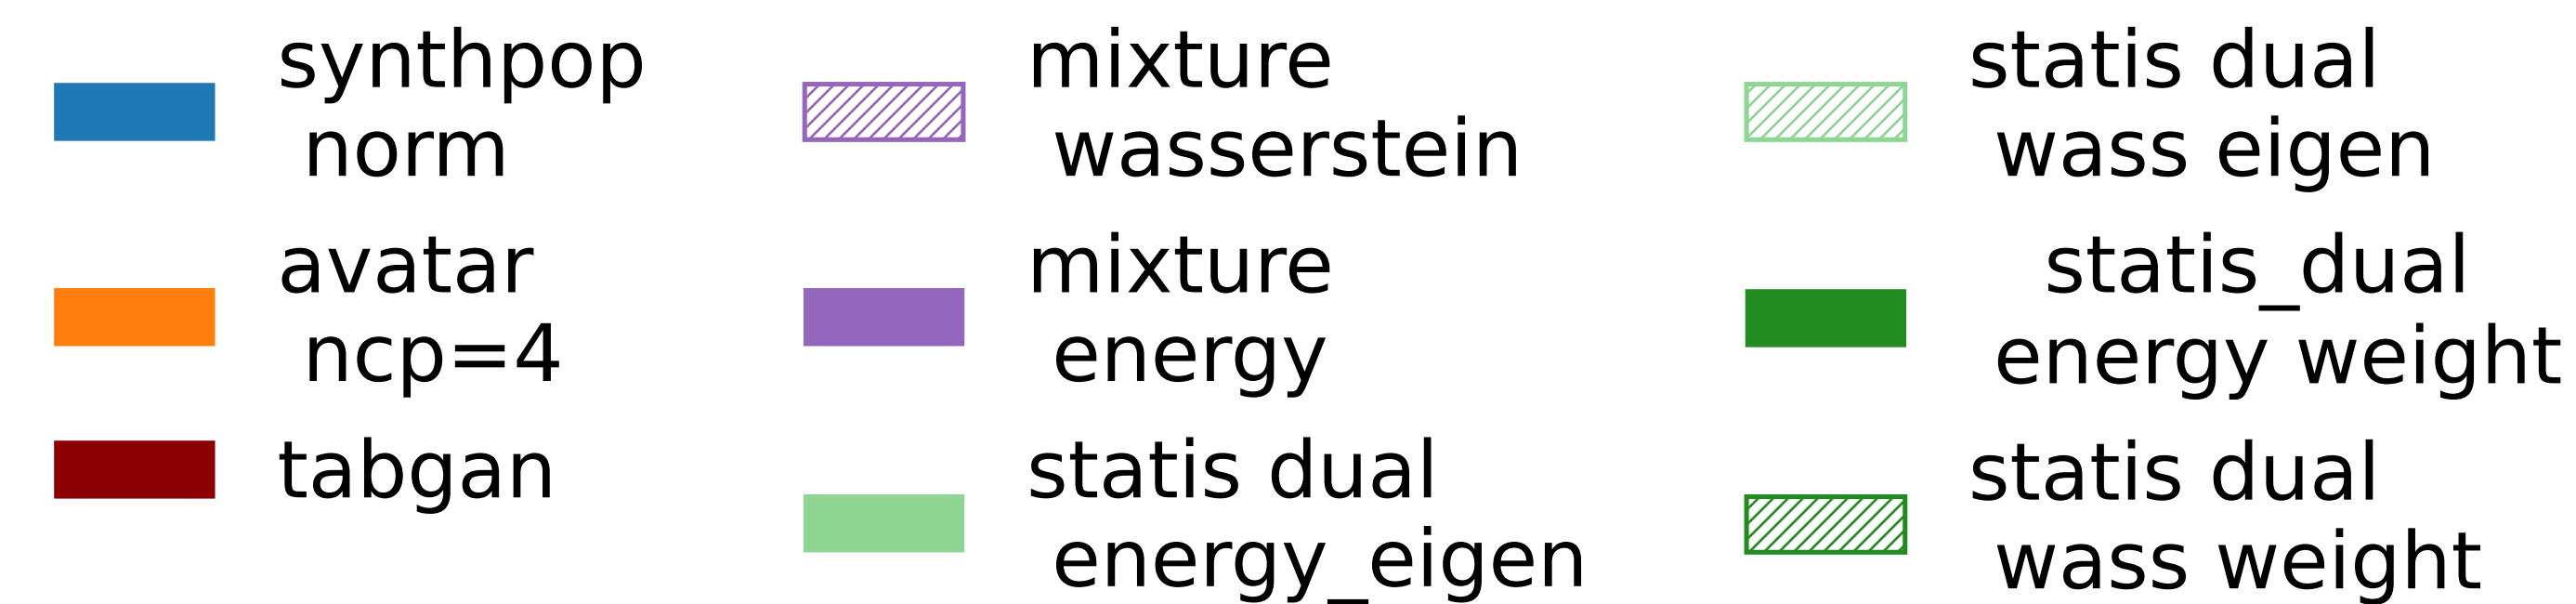 synthpop
norm
avatar
ncp=4
tabgan
mixture
wasserstein
mixture
energy
statis dual
energy_eigen
statis dual
wass eigen
statis_dual
energy weight
statis dual
wass weight